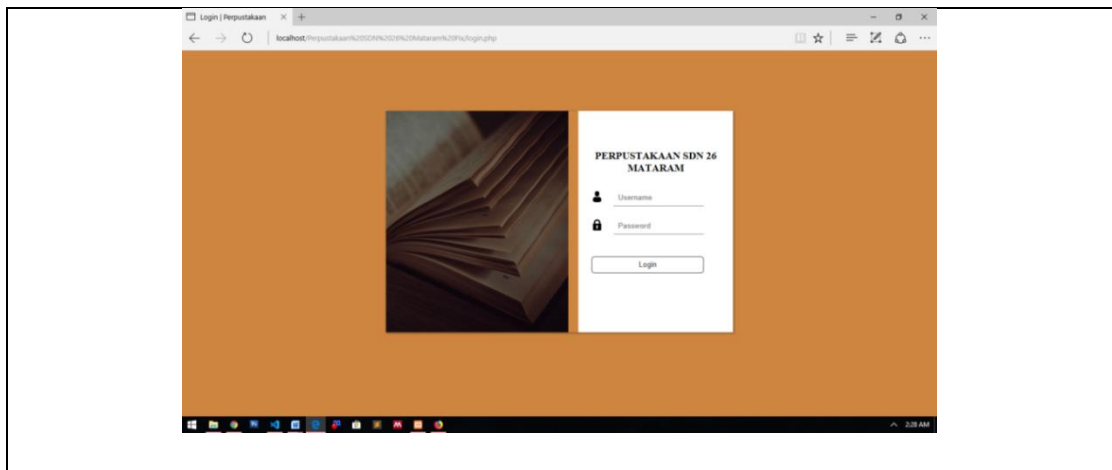 Login | Perpustakaan
localhost/Perpustakaan%20SDN%2026%20Mataram%20Fix/login.php
PERPUSTAKAAN SDN 26
MATARAM
Username
Password
Login
2:28 AM